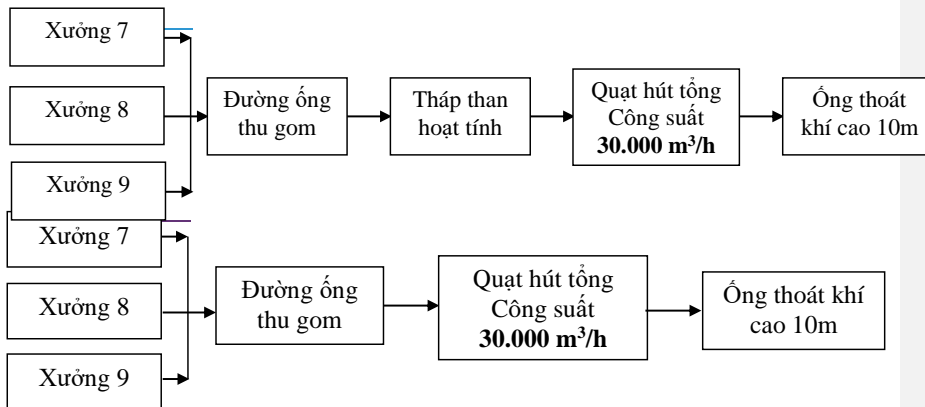 Xưởng 7
Xưởng 8
Xưởng 9
Đường ống
thu gom
Tháp than
hoạt tính
Quạt hút tổng
Công suất
30.000 m³/h
Ống thoát
khí cao 10m
Xưởng 7
Xưởng 8
Xưởng 9
Đường ống
thu gom
Quạt hút tổng
Công suất
30.000 m³/h
Ống thoát khí
cao 10m